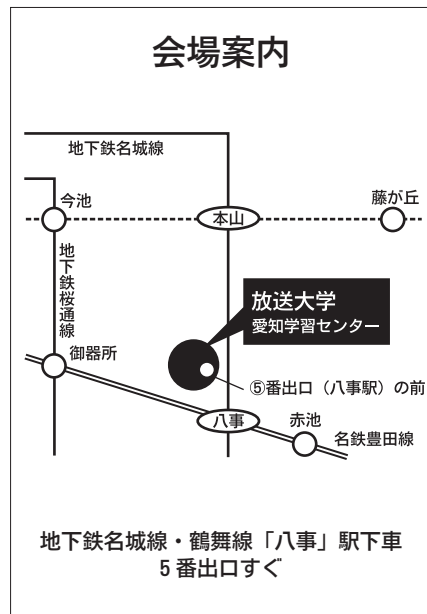 会場案内
地下鉄名城線
今池
本山
藤が丘
地下鉄桜通線
放送大学
愛知学習センター
御器所
⑤番出口（八事駅）の前
八事
赤池
名鉄豊田線
地下鉄名城線・鶴舞線「八事」駅下車
5番出口すぐ